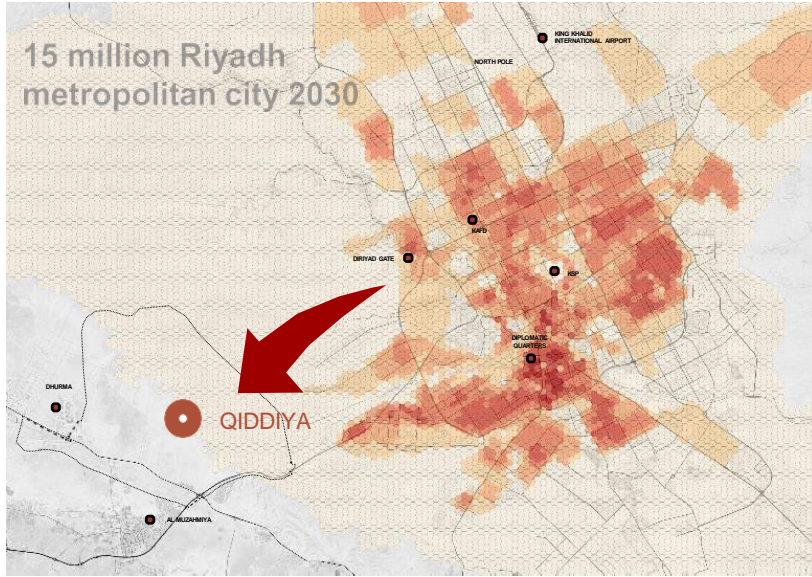 15 million Riyadh
metropolitan city 2030
KING KHALID
INTERNATIONAL AIRPORT
NORTH POLE
KAFD
DIRIYAD GATE
KSP
DIPLOMATIC
QUARTERS
DHURMA
QIDDIYA
AL-MUZAHMIYA